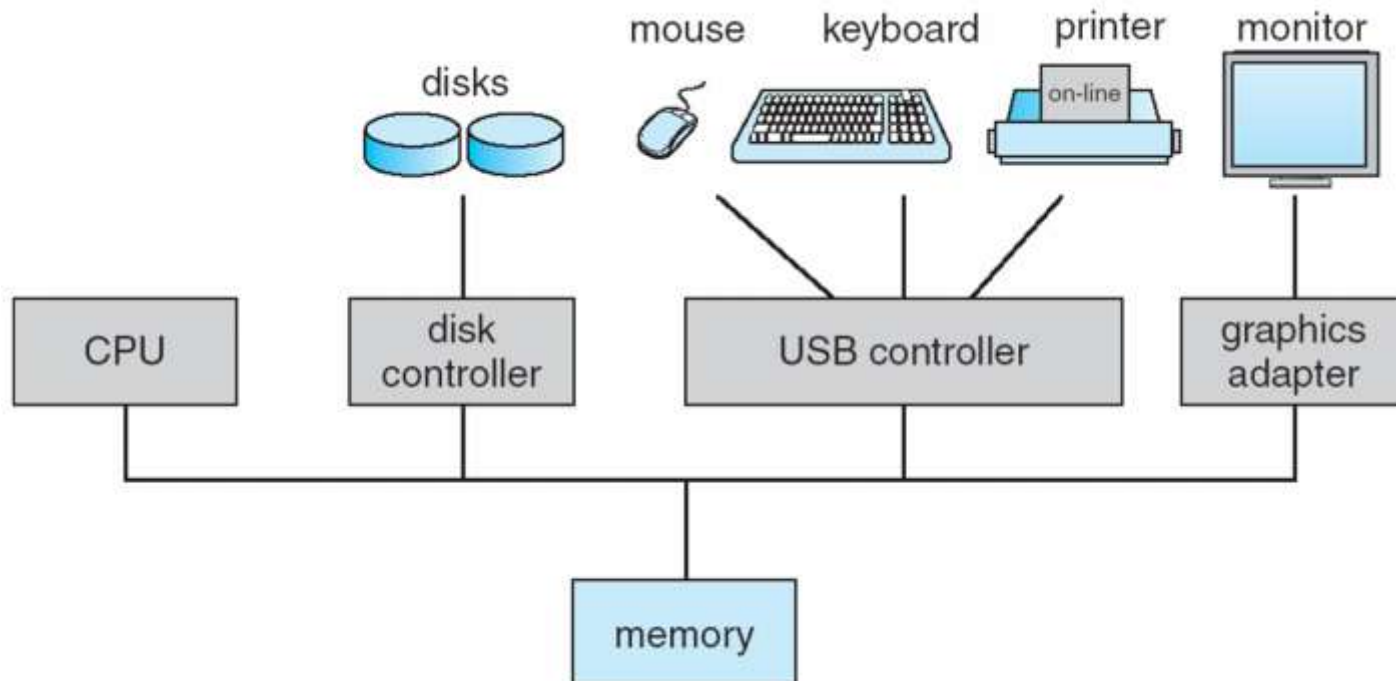 mouse keyboard printer monitor
disks
on-line
CPU
disk
controller
USB controller
graphics
adapter
memory